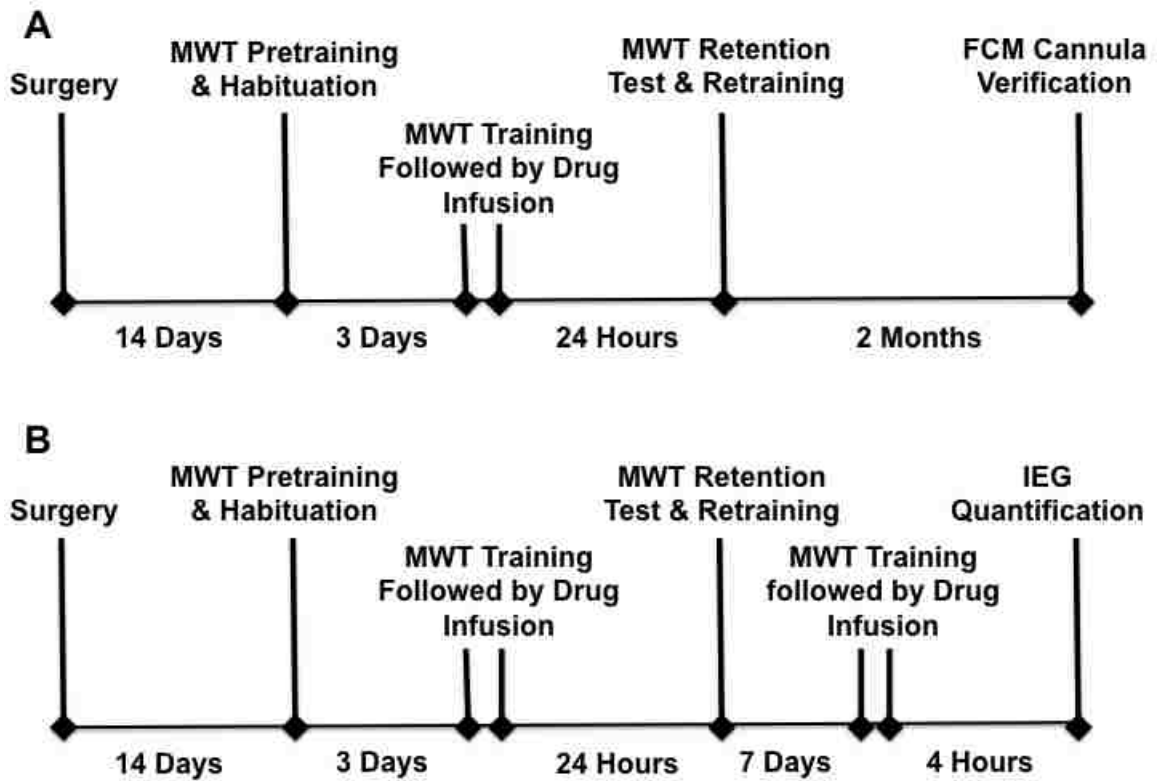 A
Surgery
MWT Pretraining
& Habituation
MWT Training
Followed by Drug
Infusion
MWT Retention
Test & Retraining
FCM Cannula
Verification
14 Days
3 Days
24 Hours
2 Months
B
Surgery
MWT Pretraining
& Habituation
MWT Training
Followed by Drug
Infusion
MWT Retention
Test & Retraining
MWT Training
followed by Drug
Infusion
IEG
Quantification
14 Days
3 Days
24 Hours
7 Days
4 Hours